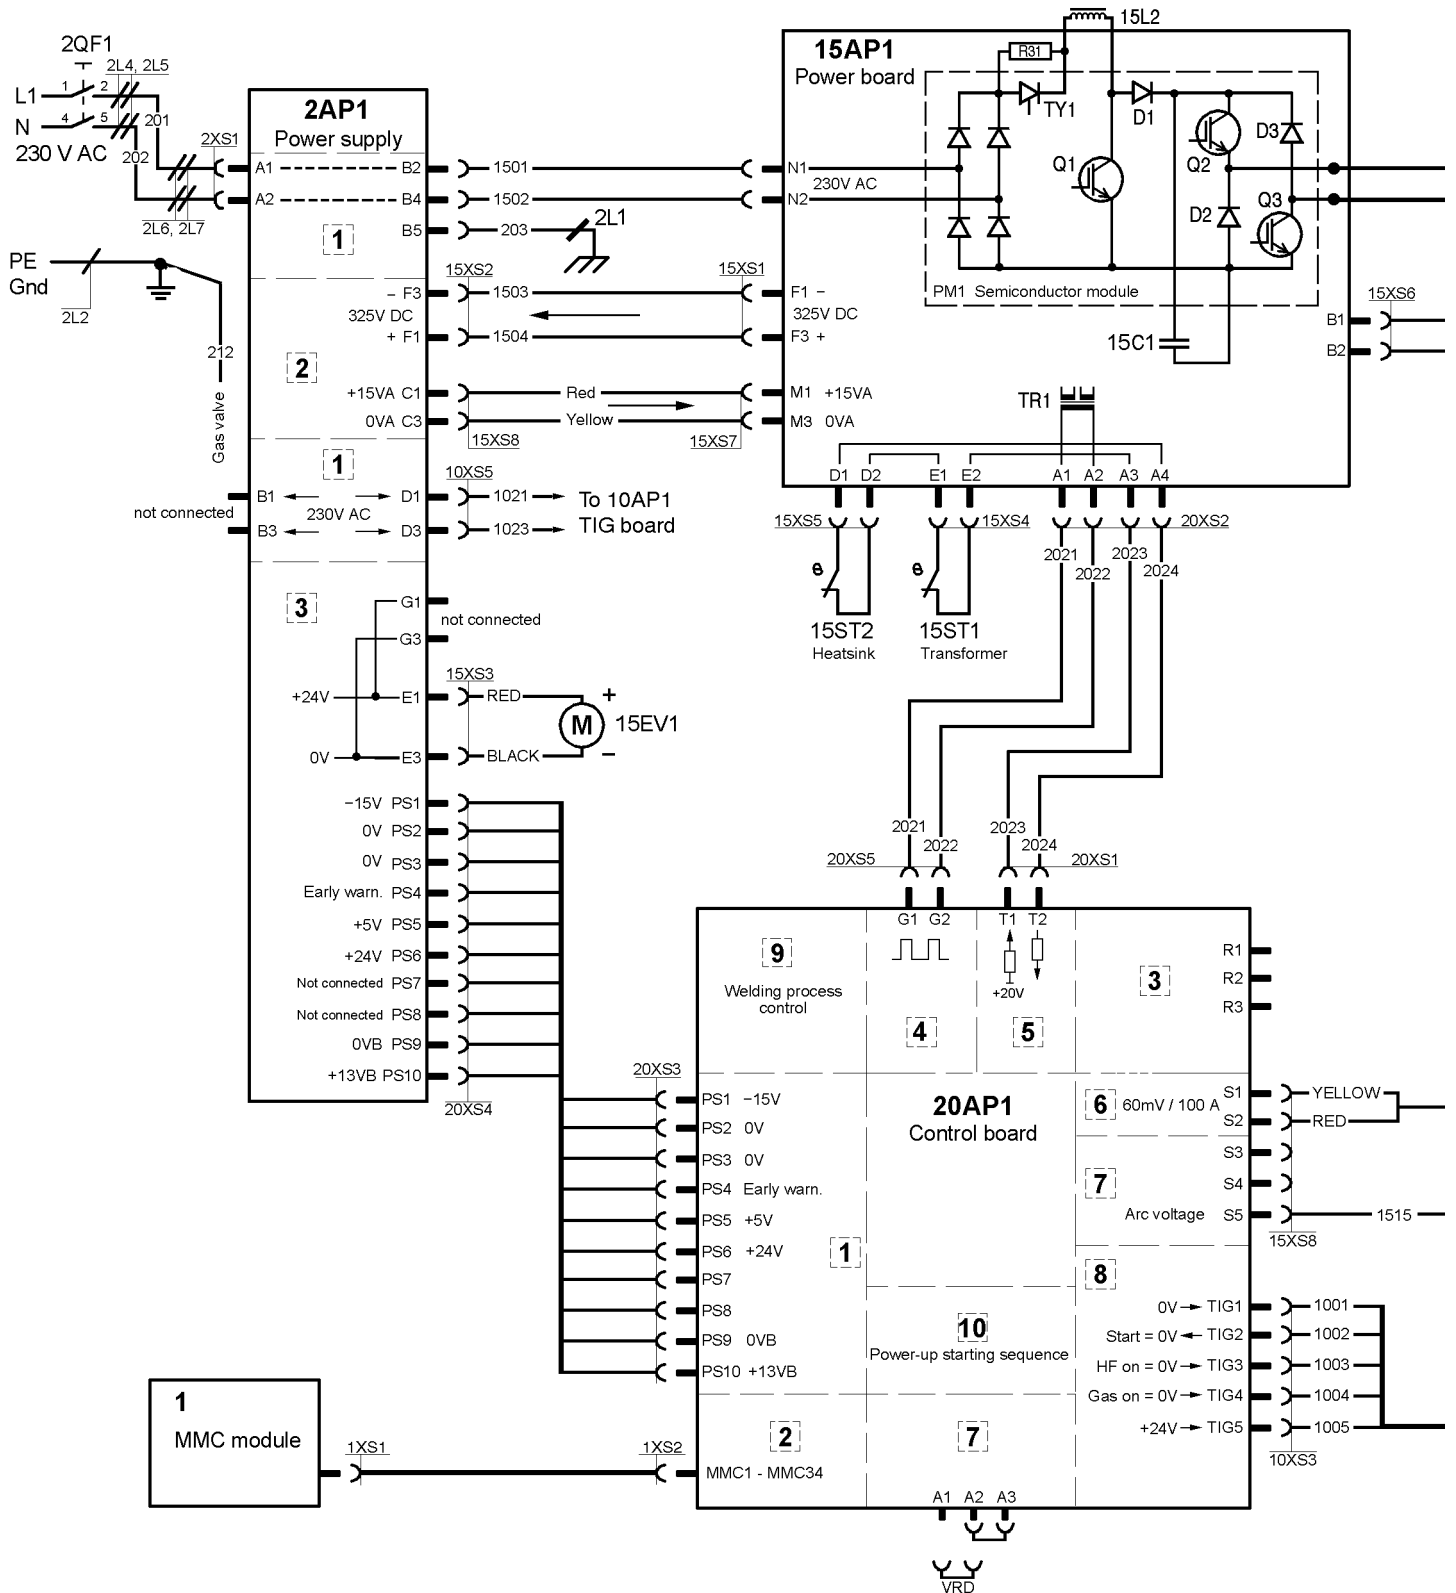 2QF1
2L4, 2L5
L1 1 2
N 4 5
201
202
230 V AC
2XS1
2L6, 2L7
PE
Gnd
2L2
212
Gas valve
2AP1
Power supply
A1 B2
A2 B4
B5
1
1501
1502
203
2L1
15XS2
15XS1
− F3
325V DC
+ F1
1503
1504
2
+15VA C1
0VA C3
Red
Yellow
15XS8
15XS7
1
10XS5
B1 D1
230V AC
B3 D3
not connected
1021
1023
To 10AP1
TIG board
3
G1
G3
not connected
+24V E1
0V E3
15XS3
RED
BLACK
M
+
−
15EV1
−15V PS1
0V PS2
0V PS3
Early warn. PS4
+5V PS5
+24V PS6
Not connected PS7
Not connected PS8
0VB PS9
+13VB PS10
20XS4
15AP1
Power board
15L2
R31
TY1
D1
Q1
Q2
D3
D2
Q3
N1
230V AC
N2
PM1 Semiconductor module
F1 −
325V DC
F3 +
15C1
15XS6
B1
B2
M1 +15VA
M3 0VA
TR1
D1 D2 E1 E2 A1 A2 A3 A4
15XS5
15XS4
20XS2
θ
θ
15ST2
Heatsink
15ST1
Transformer
2021
2022
2023
2024
2021
2022
2023
2024
20XS5
20XS1
G1 G2 T1 T2
+20V
9
Welding process
control
4
5
3
R1
R2
R3
20AP1
Control board
20XS3
PS1 −15V
PS2 0V
PS3 0V
PS4 Early warn.
PS5 +5V
PS6 +24V
PS7
PS8
PS9 0VB
PS10 +13VB
1
10
Power-up starting sequence
6 60mV / 100 A
S1
S2
YELLOW
RED
7
S3
S4
Arc voltage S5
1515
15XS8
8
0V TIG1
Start = 0V TIG2
HF on = 0V TIG3
Gas on = 0V TIG4
+24V TIG5
1001
1002
1003
1004
1005
10XS3
1
MMC module
1XS1
1XS2
2
MMC1 - MMC34
7
A1 A2 A3
VRD